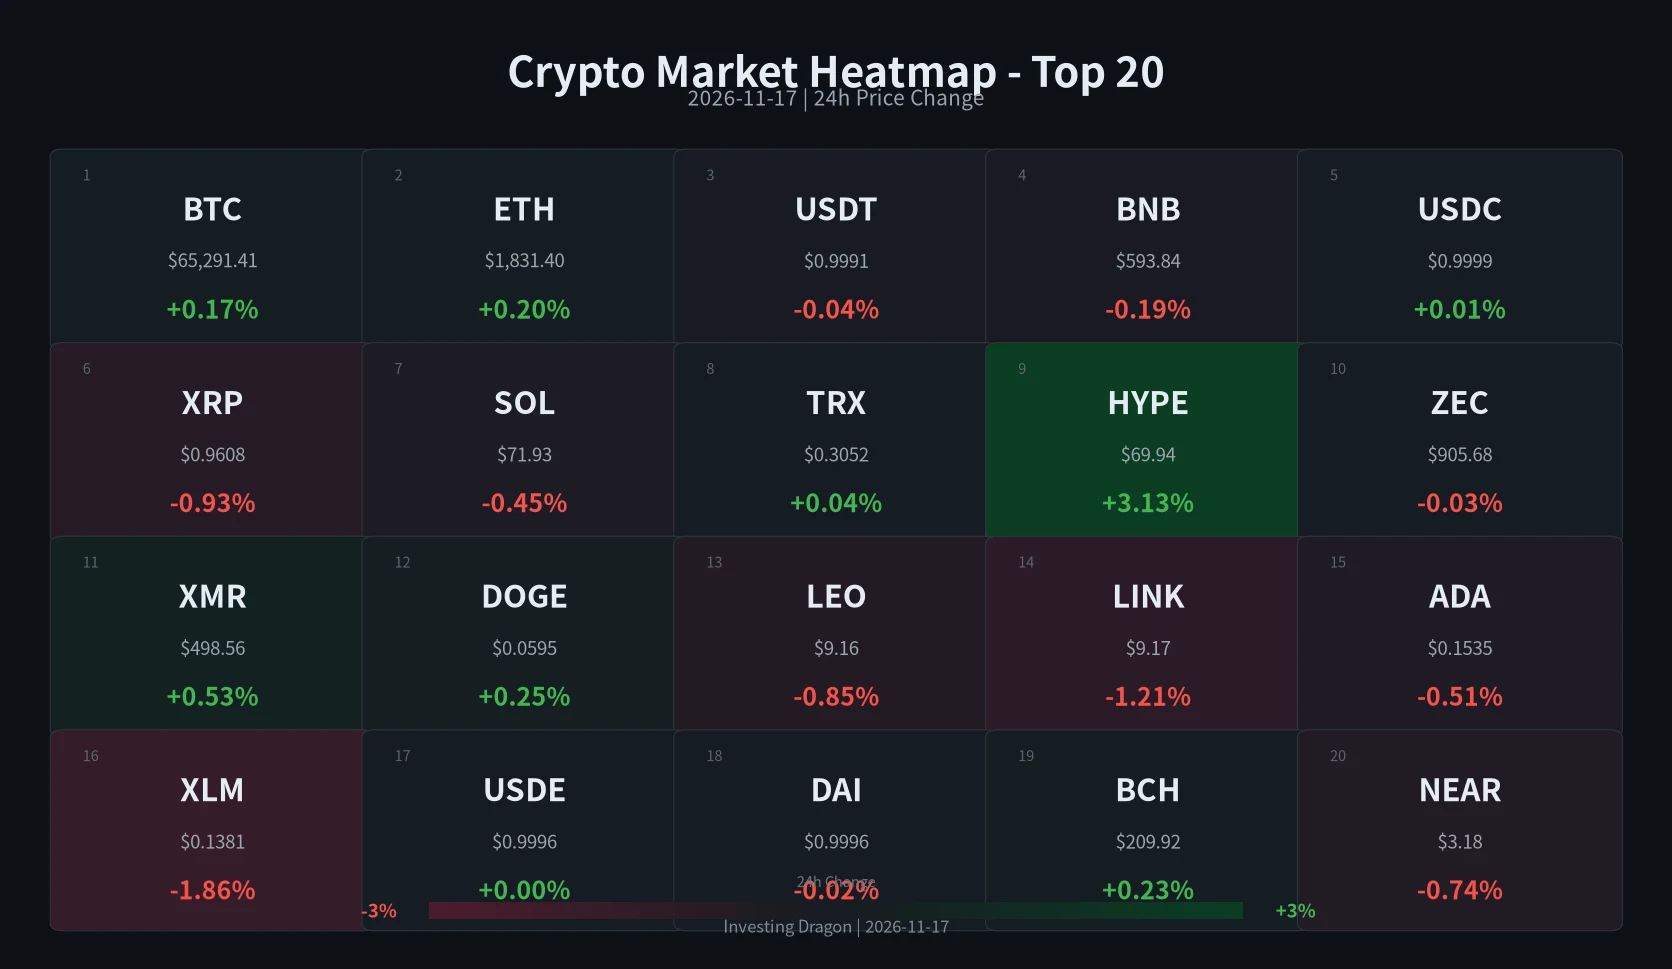 Crypto Market Heatmap - Top 20
2026-11-17 | 24h Price Change
1
BTC
$65,291.41
+0.17%
2
ETH
$1,831.40
+0.20%
3
USDT
$0.9991
-0.04%
4
BNB
$593.84
-0.19%
5
USDC
$0.9999
+0.01%
6
XRP
$0.9608
-0.93%
7
SOL
$71.93
-0.45%
8
TRX
$0.3052
+0.04%
9
HYPE
$69.94
+3.13%
10
ZEC
$905.68
-0.03%
11
XMR
$498.56
+0.53%
12
DOGE
$0.0595
+0.25%
13
LEO
$9.16
-0.85%
14
LINK
$9.17
-1.21%
15
ADA
$0.1535
-0.51%
16
XLM
$0.1381
-1.86%
17
USDE
$0.9996
+0.00%
18
DAI
$0.9996
-0.02%
19
BCH
$209.92
+0.23%
20
NEAR
$3.18
-0.74%
24h Change
-3%
+3%
Investing Dragon | 2026-11-17